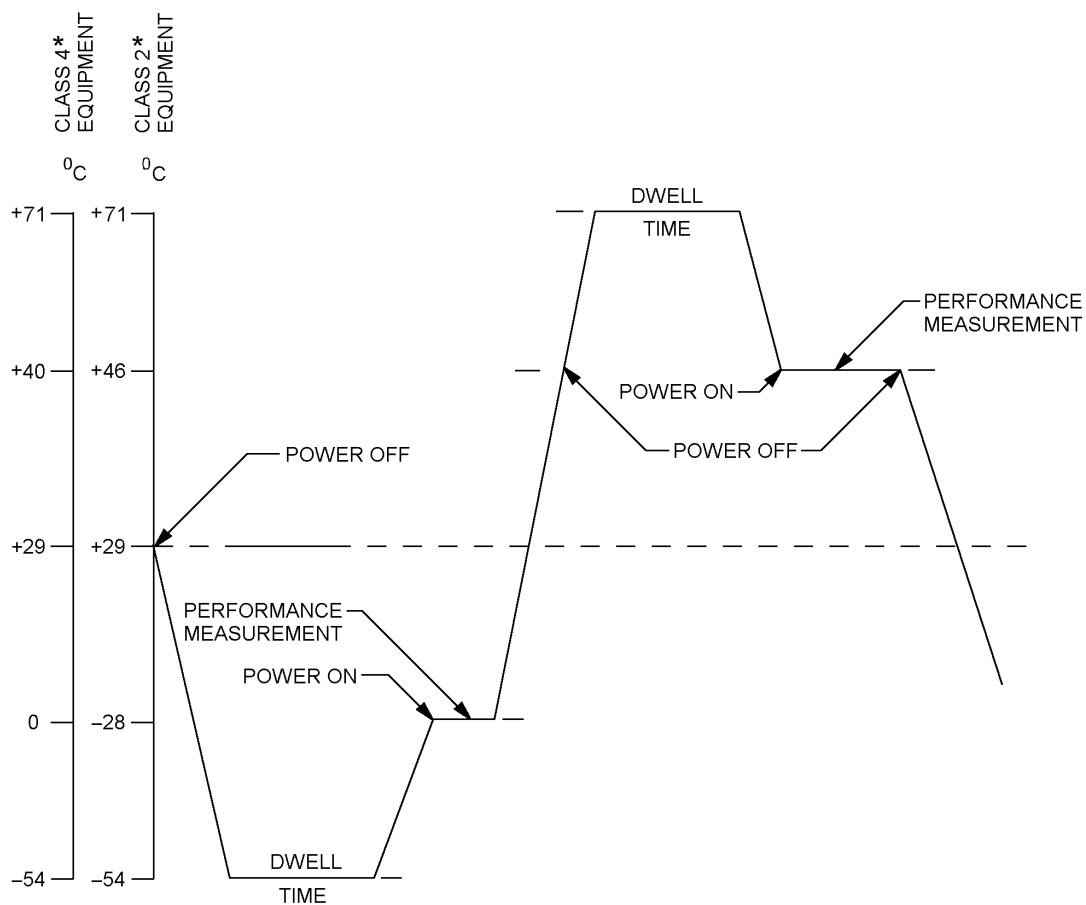 CLASS 4*
EQUIPMENT
CLASS 2*
EQUIPMENT
⁰C
⁰C
+71
+71
DWELL
TIME
PERFORMANCE
MEASUREMENT
+40
+46
POWER ON
POWER OFF
POWER OFF
+29
+29
PERFORMANCE
MEASUREMENT
POWER ON
0
–28
DWELL
TIME
–54
–54